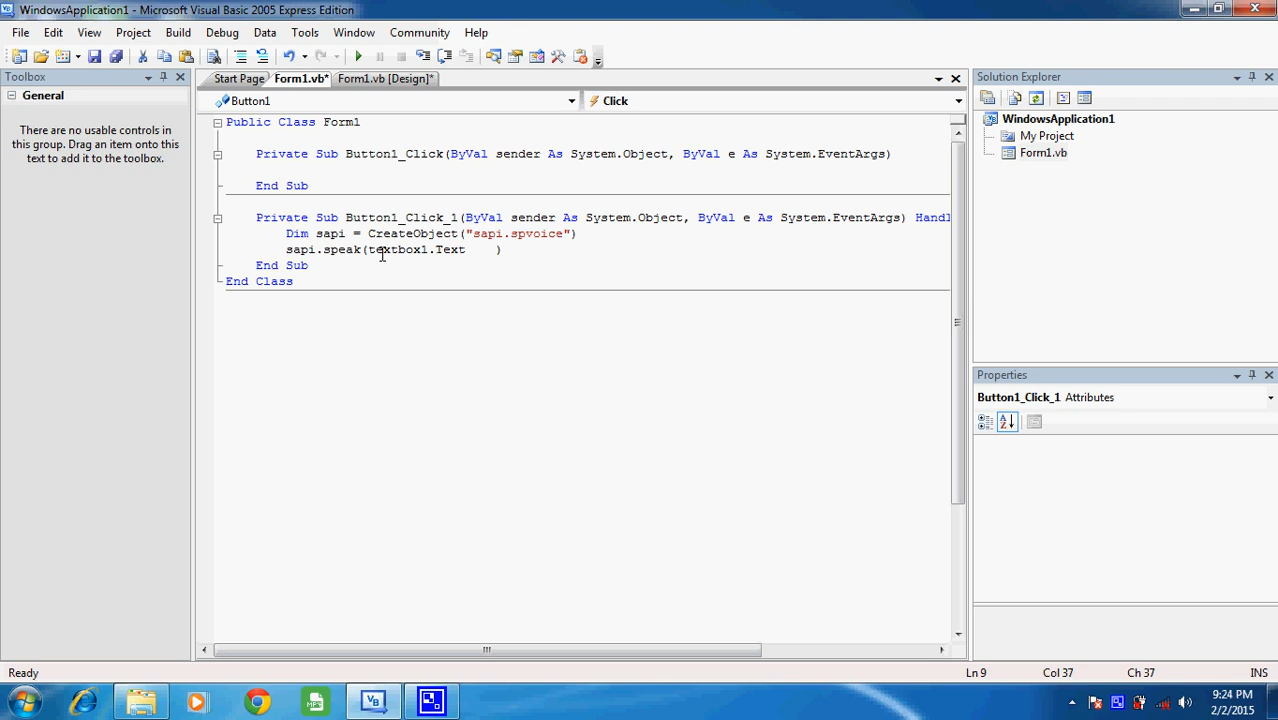 WindowsApplication1 - Microsoft Visual Basic 2005 Express Edition
File Edit View Project Build Debug Data Tools Window Community Help
Toolbox
General
There are no usable controls in
this group. Drag an item onto this
text to add it to the toolbox.
Start Page Form1.vb* Form1.vb [Design]*
Button1 Click
Public Class Form1
Private Sub Button1_Click(ByVal sender As System.Object, ByVal e As System.EventArgs)
End Sub
Private Sub Button1_Click_1(ByVal sender As System.Object, ByVal e As System.EventArgs) Handl
Dim sapi = CreateObject("sapi.spvoice")
sapi.speak(textbox1.Text )
End Sub
End Class
Solution Explorer
WindowsApplication1
My Project
Form1.vb
Properties
Button1_Click_1 Attributes
Ready Ln 9 Col 37 Ch 37 INS
9:24 PM
2/2/2015